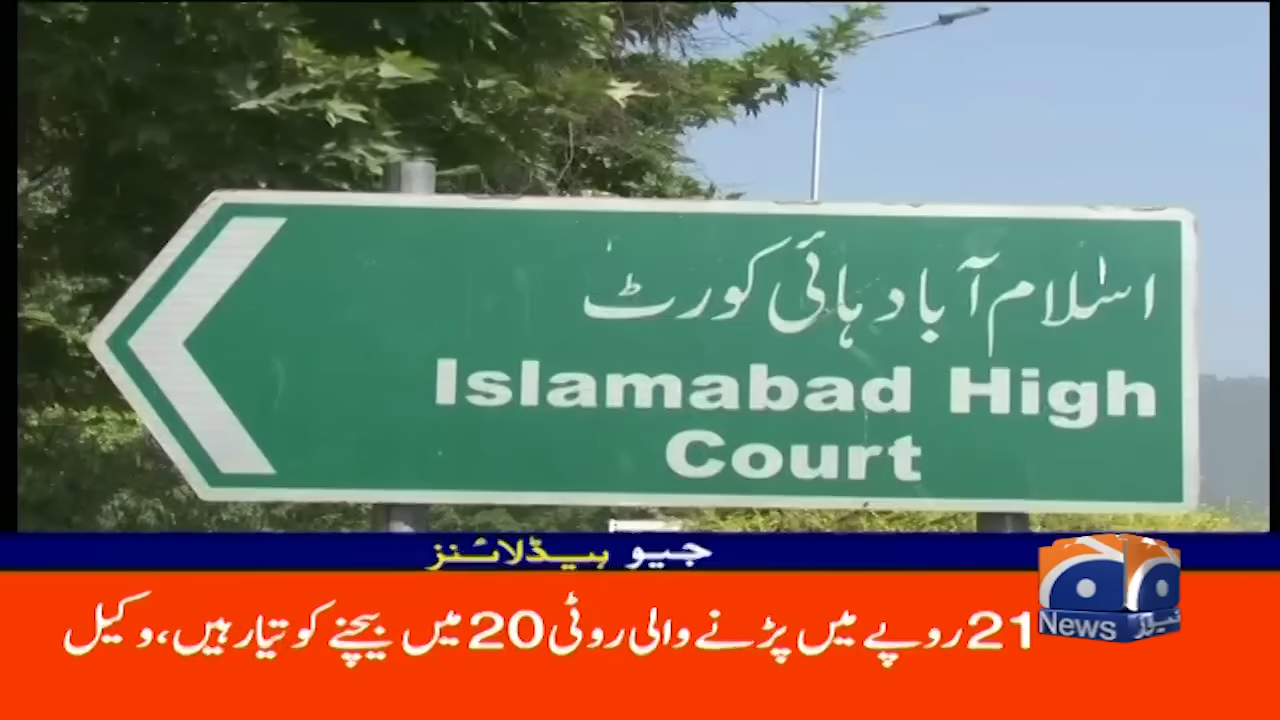 اسلام آباد ہائی کورٹ
Islamabad High
Court
جیو ہیڈلائنز
21 روپے میں پڑنے والی روٹی 20 میں بیچنے کو تیار ہیں، وکیل
News نیوز